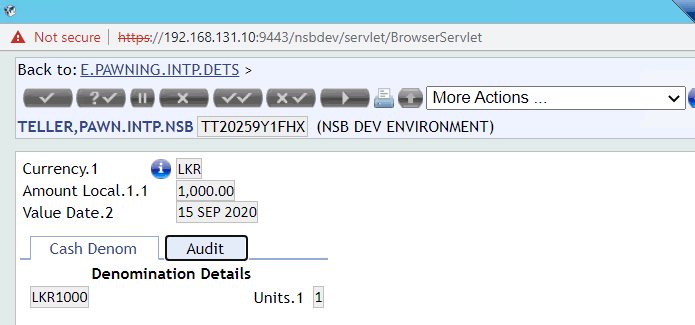 Not secure https://192.168.131.10:9443/nsbdev/servlet/BrowserServlet
Back to: E.PAWNING.INTP.DETS >
More Actions ...
TELLER,PAWN.INTP.NSB TT20259Y1FHX (NSB DEV ENVIRONMENT)
Currency.1 LKR
Amount Local.1.1 1,000.00
Value Date.2 15 SEP 2020
Cash Denom Audit
Denomination Details
LKR1000 Units.1 1